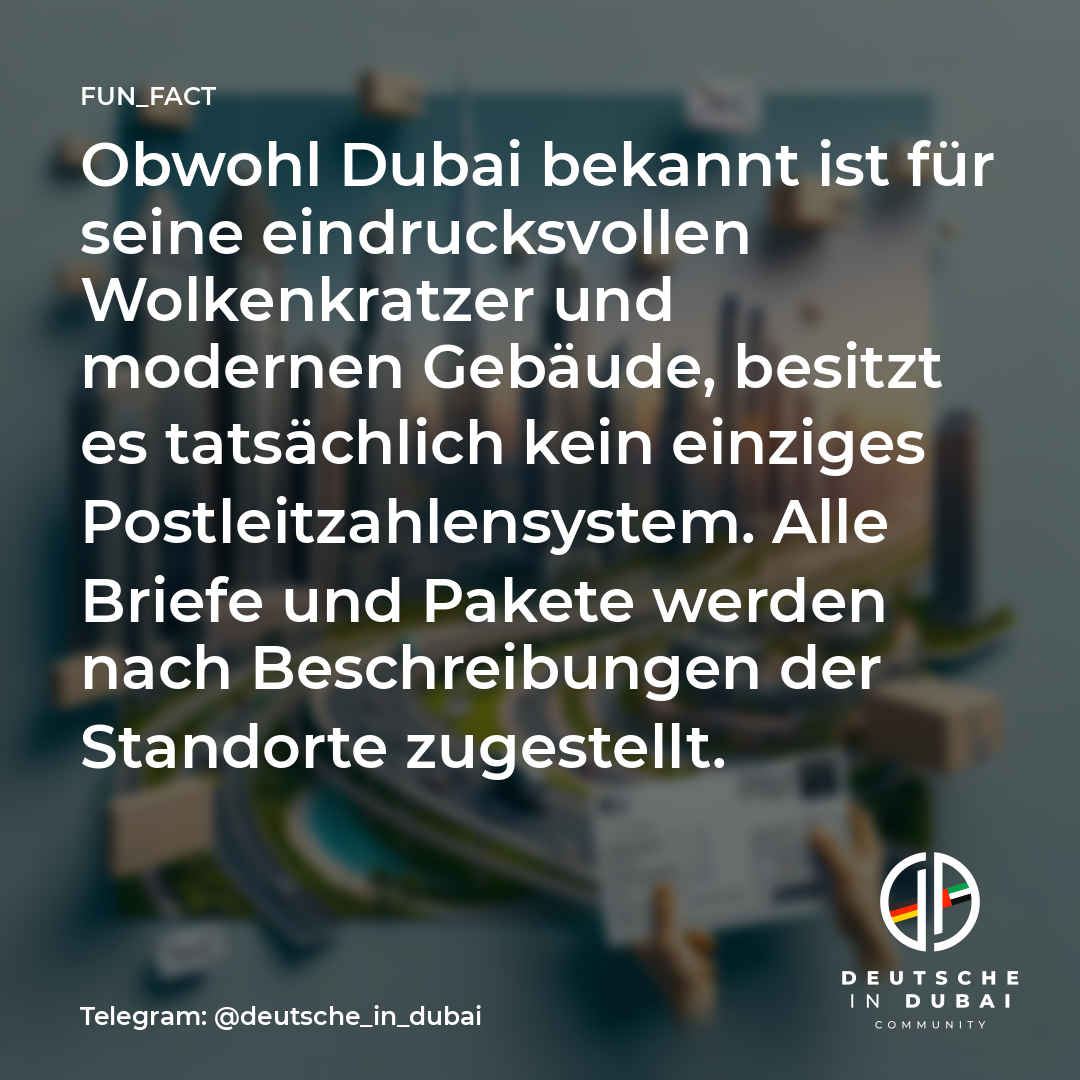 FUN_FACT
Obwohl Dubai bekannt ist für
seine eindrucksvollen
Wolkenkratzer und
modernen Gebäude, besitzt
es tatsächlich kein einziges
Postleitzahlensystem. Alle
Briefe und Pakete werden
nach Beschreibungen der
Standorte zugestellt.
DEUTSCHE
IN DUBAI
COMMUNITY
Telegram: @deutsche_in_dubai